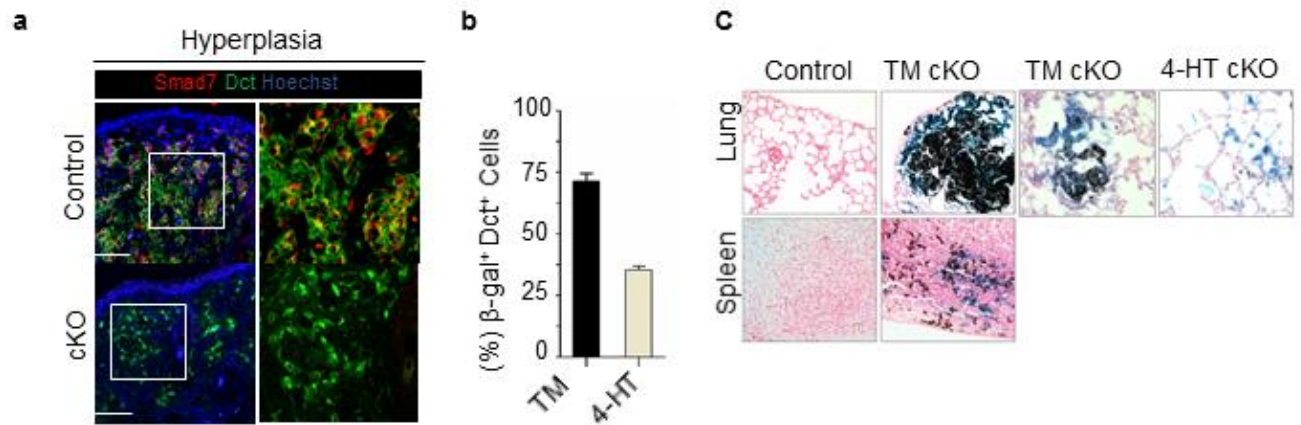 a
Hyperplasia
Smad7 Dct Hoechst
Control
cKO
b
(%) β-gal⁺ Dct⁺ Cells
100
75
50
25
0
TM
4-HT
C
Control TM cKO TM cKO 4-HT cKO
Lung
Spleen